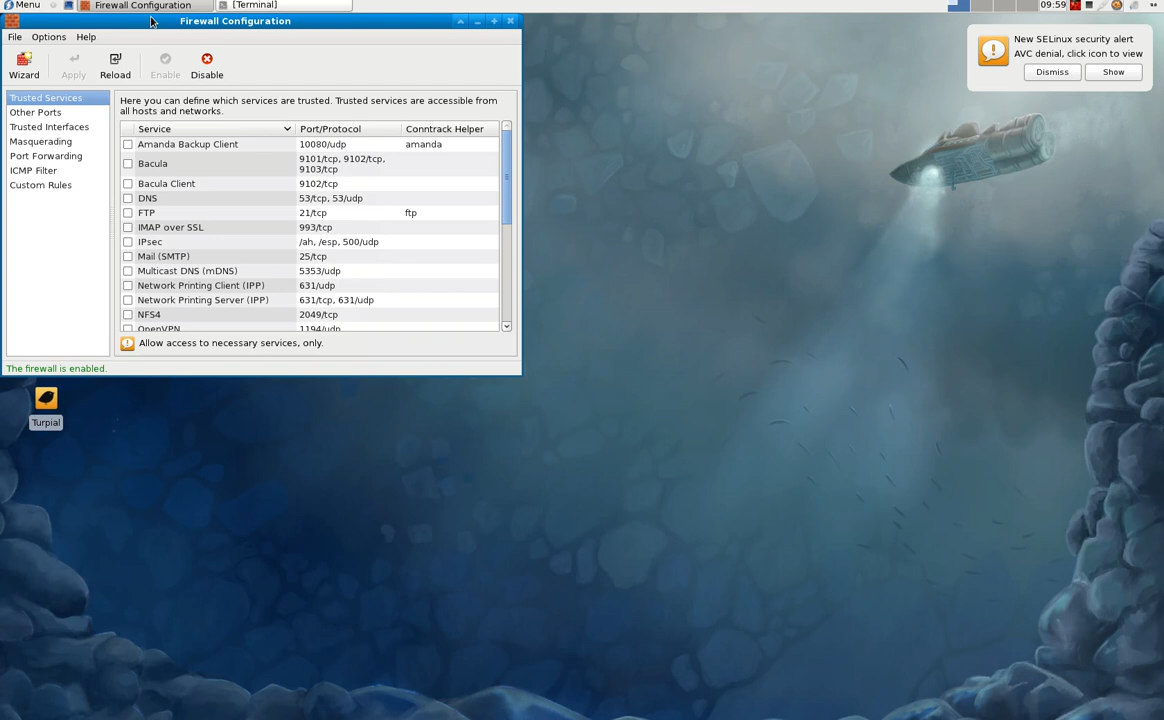 Menu
Firewall Configuration
[Terminal]
09:59
Firewall Configuration
File
Options
Help
Wizard
Apply
Reload
Enable
Disable
Trusted Services
Other Ports
Trusted Interfaces
Masquerading
Port Forwarding
ICMP Filter
Custom Rules
Here you can define which services are trusted. Trusted services are accessible from
all hosts and networks.
Service Port/Protocol Conntrack Helper
Amanda Backup Client 10080/udp amanda
Bacula 9101/tcp, 9102/tcp,
9103/tcp
Bacula Client 9102/tcp
DNS 53/tcp, 53/udp
FTP 21/tcp ftp
IMAP over SSL 993/tcp
IPsec /ah, /esp, 500/udp
Mail (SMTP) 25/tcp
Multicast DNS (mDNS) 5353/udp
Network Printing Client (IPP) 631/udp
Network Printing Server (IPP) 631/tcp, 631/udp
NFS4 2049/tcp
OpenVPN 1194/udp
Allow access to necessary services, only.
The firewall is enabled.
New SELinux security alert
AVC denial, click icon to view
Dismiss
Show
Turpial